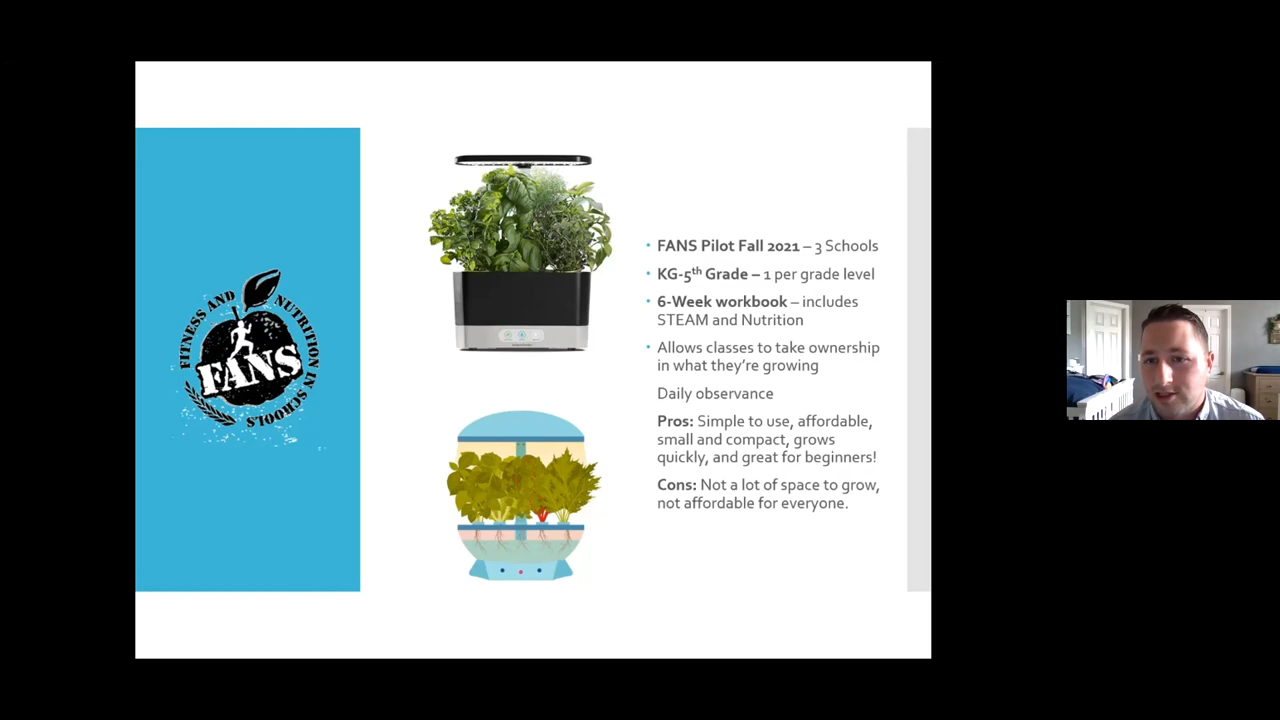 FITNESS AND NUTRITION IN SCHOOLS
FANS
FANS Pilot Fall 2021 – 3 Schools
KG-5th Grade – 1 per grade level
6-Week workbook – includes
STEAM and Nutrition
Allows classes to take ownership
in what they're growing
Daily observance
Pros: Simple to use, affordable,
small and compact, grows
quickly, and great for beginners!
Cons: Not a lot of space to grow,
not affordable for everyone.